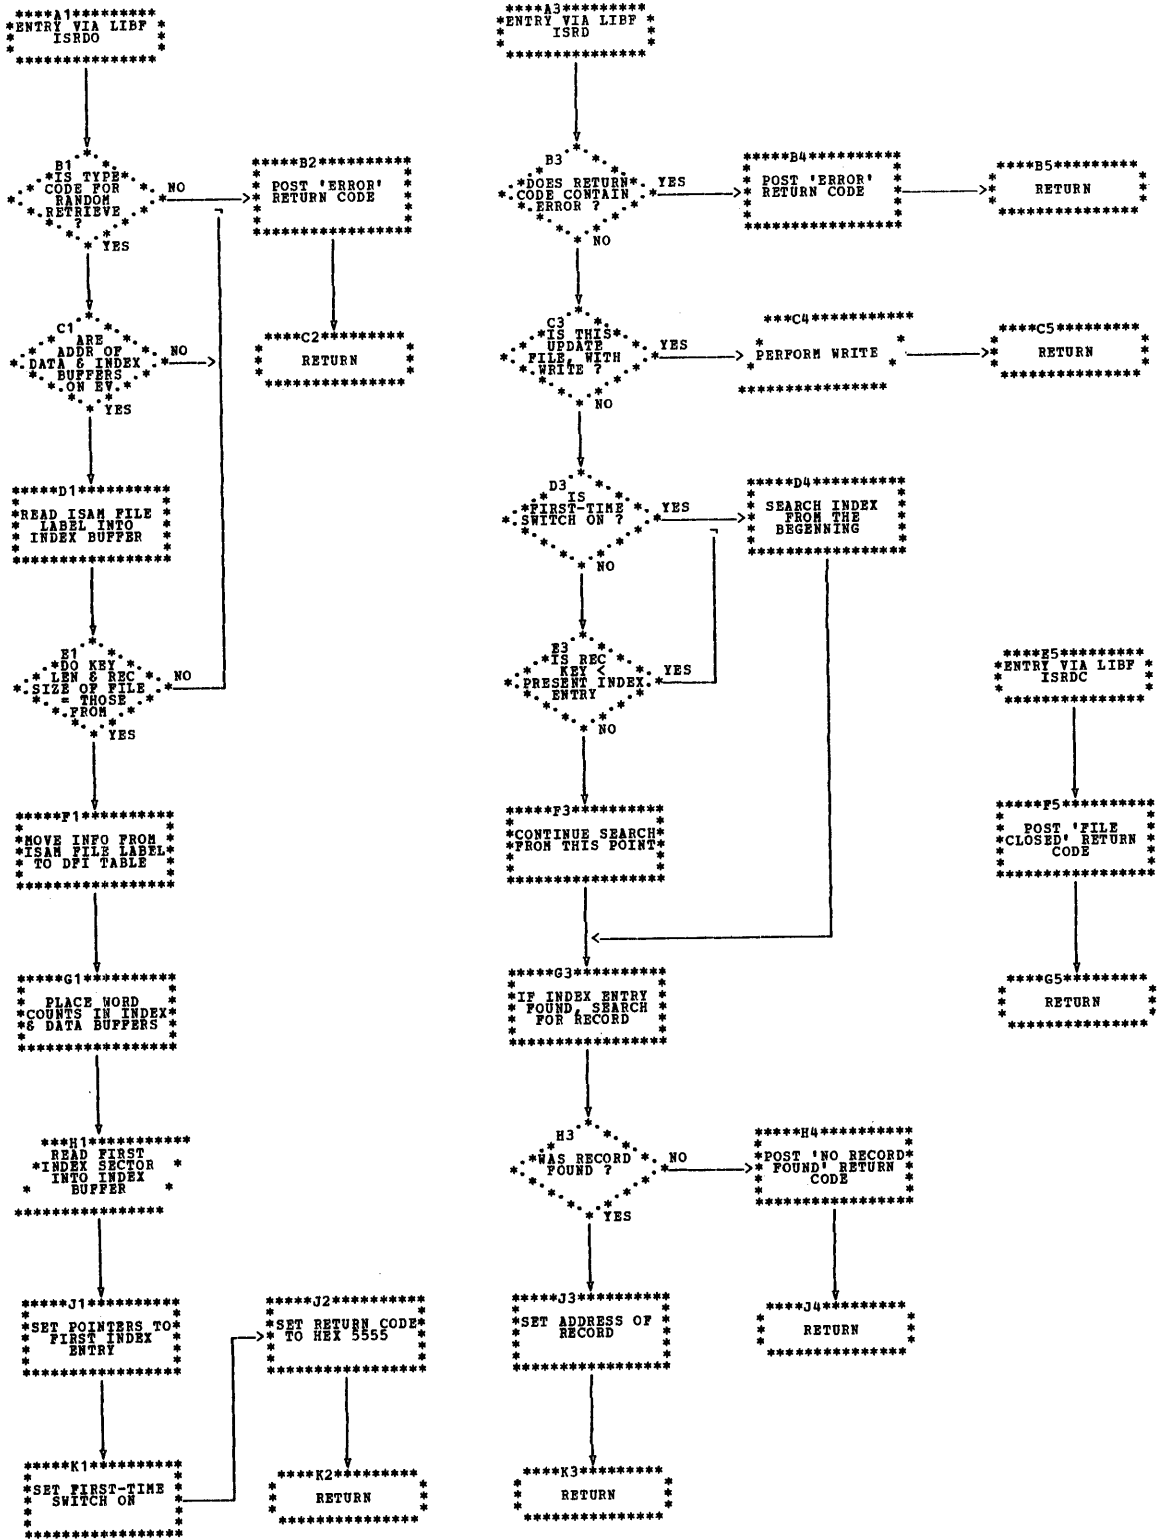 A1
ENTRY VIA LIBF
ISRDO
B1
IS TYPE
CODE FOR
RANDOM
RETRIEVE
?
NO
YES
B2
POST 'ERROR'
RETURN CODE
C1
ARE
ADDR OF
DATA & INDEX
BUFFERS
ON EV.
NO
YES
C2
RETURN
D1
READ ISAM FILE
LABEL INTO
INDEX BUFFER
E1
DO KEY
LEN & REC
SIZE OF FILE
= THOSE
FROM
NO
YES
F1
MOVE INFO FROM
ISAM FILE LABEL
TO DFI TABLE
G1
PLACE WORD
COUNTS IN INDEX
& DATA BUFFERS
H1
READ FIRST
INDEX SECTOR
INTO INDEX
BUFFER
J1
SET POINTERS TO
FIRST INDEX
ENTRY
J2
SET RETURN CODE
TO HEX 5555
K1
SET FIRST-TIME
SWITCH ON
K2
RETURN
A3
ENTRY VIA LIBF
ISRD
B3
DOES RETURN
CODE CONTAIN
ERROR ?
YES
NO
B4
POST 'ERROR'
RETURN CODE
B5
RETURN
C3
IS THIS
UPDATE
FILE, WITH
WRITE ?
YES
NO
C4
PERFORM WRITE
C5
RETURN
D3
IS
FIRST-TIME
SWITCH ON ?
YES
NO
D4
SEARCH INDEX
FROM THE
BEGINNING
E3
IS REC
KEY <
PRESENT INDEX
ENTRY
YES
NO
F3
CONTINUE SEARCH
FROM THIS POINT
G3
IF INDEX ENTRY
FOUND, SEARCH
FOR RECORD
H3
WAS RECORD
FOUND ?
NO
YES
H4
POST 'NO RECORD
FOUND' RETURN
CODE
J3
SET ADDRESS OF
RECORD
J4
RETURN
K3
RETURN
E5
ENTRY VIA LIBF
ISRDC
F5
POST 'FILE
CLOSED' RETURN
CODE
G5
RETURN